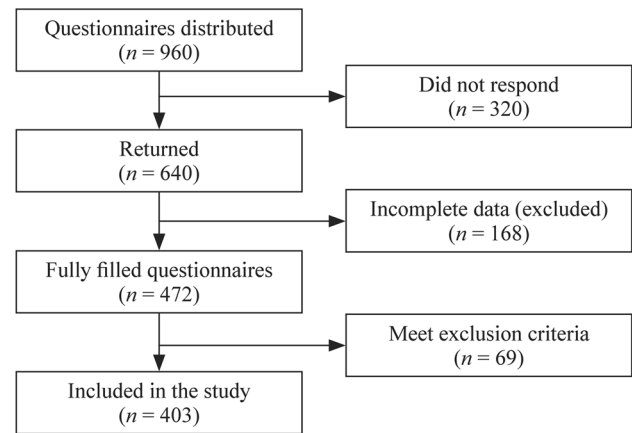 Questionnaires distributed
(n = 960)
Did not respond
(n = 320)
Returned
(n = 640)
Incomplete data (excluded)
(n = 168)
Fully filled questionnaires
(n = 472)
Meet exclusion criteria
(n = 69)
Included in the study
(n = 403)